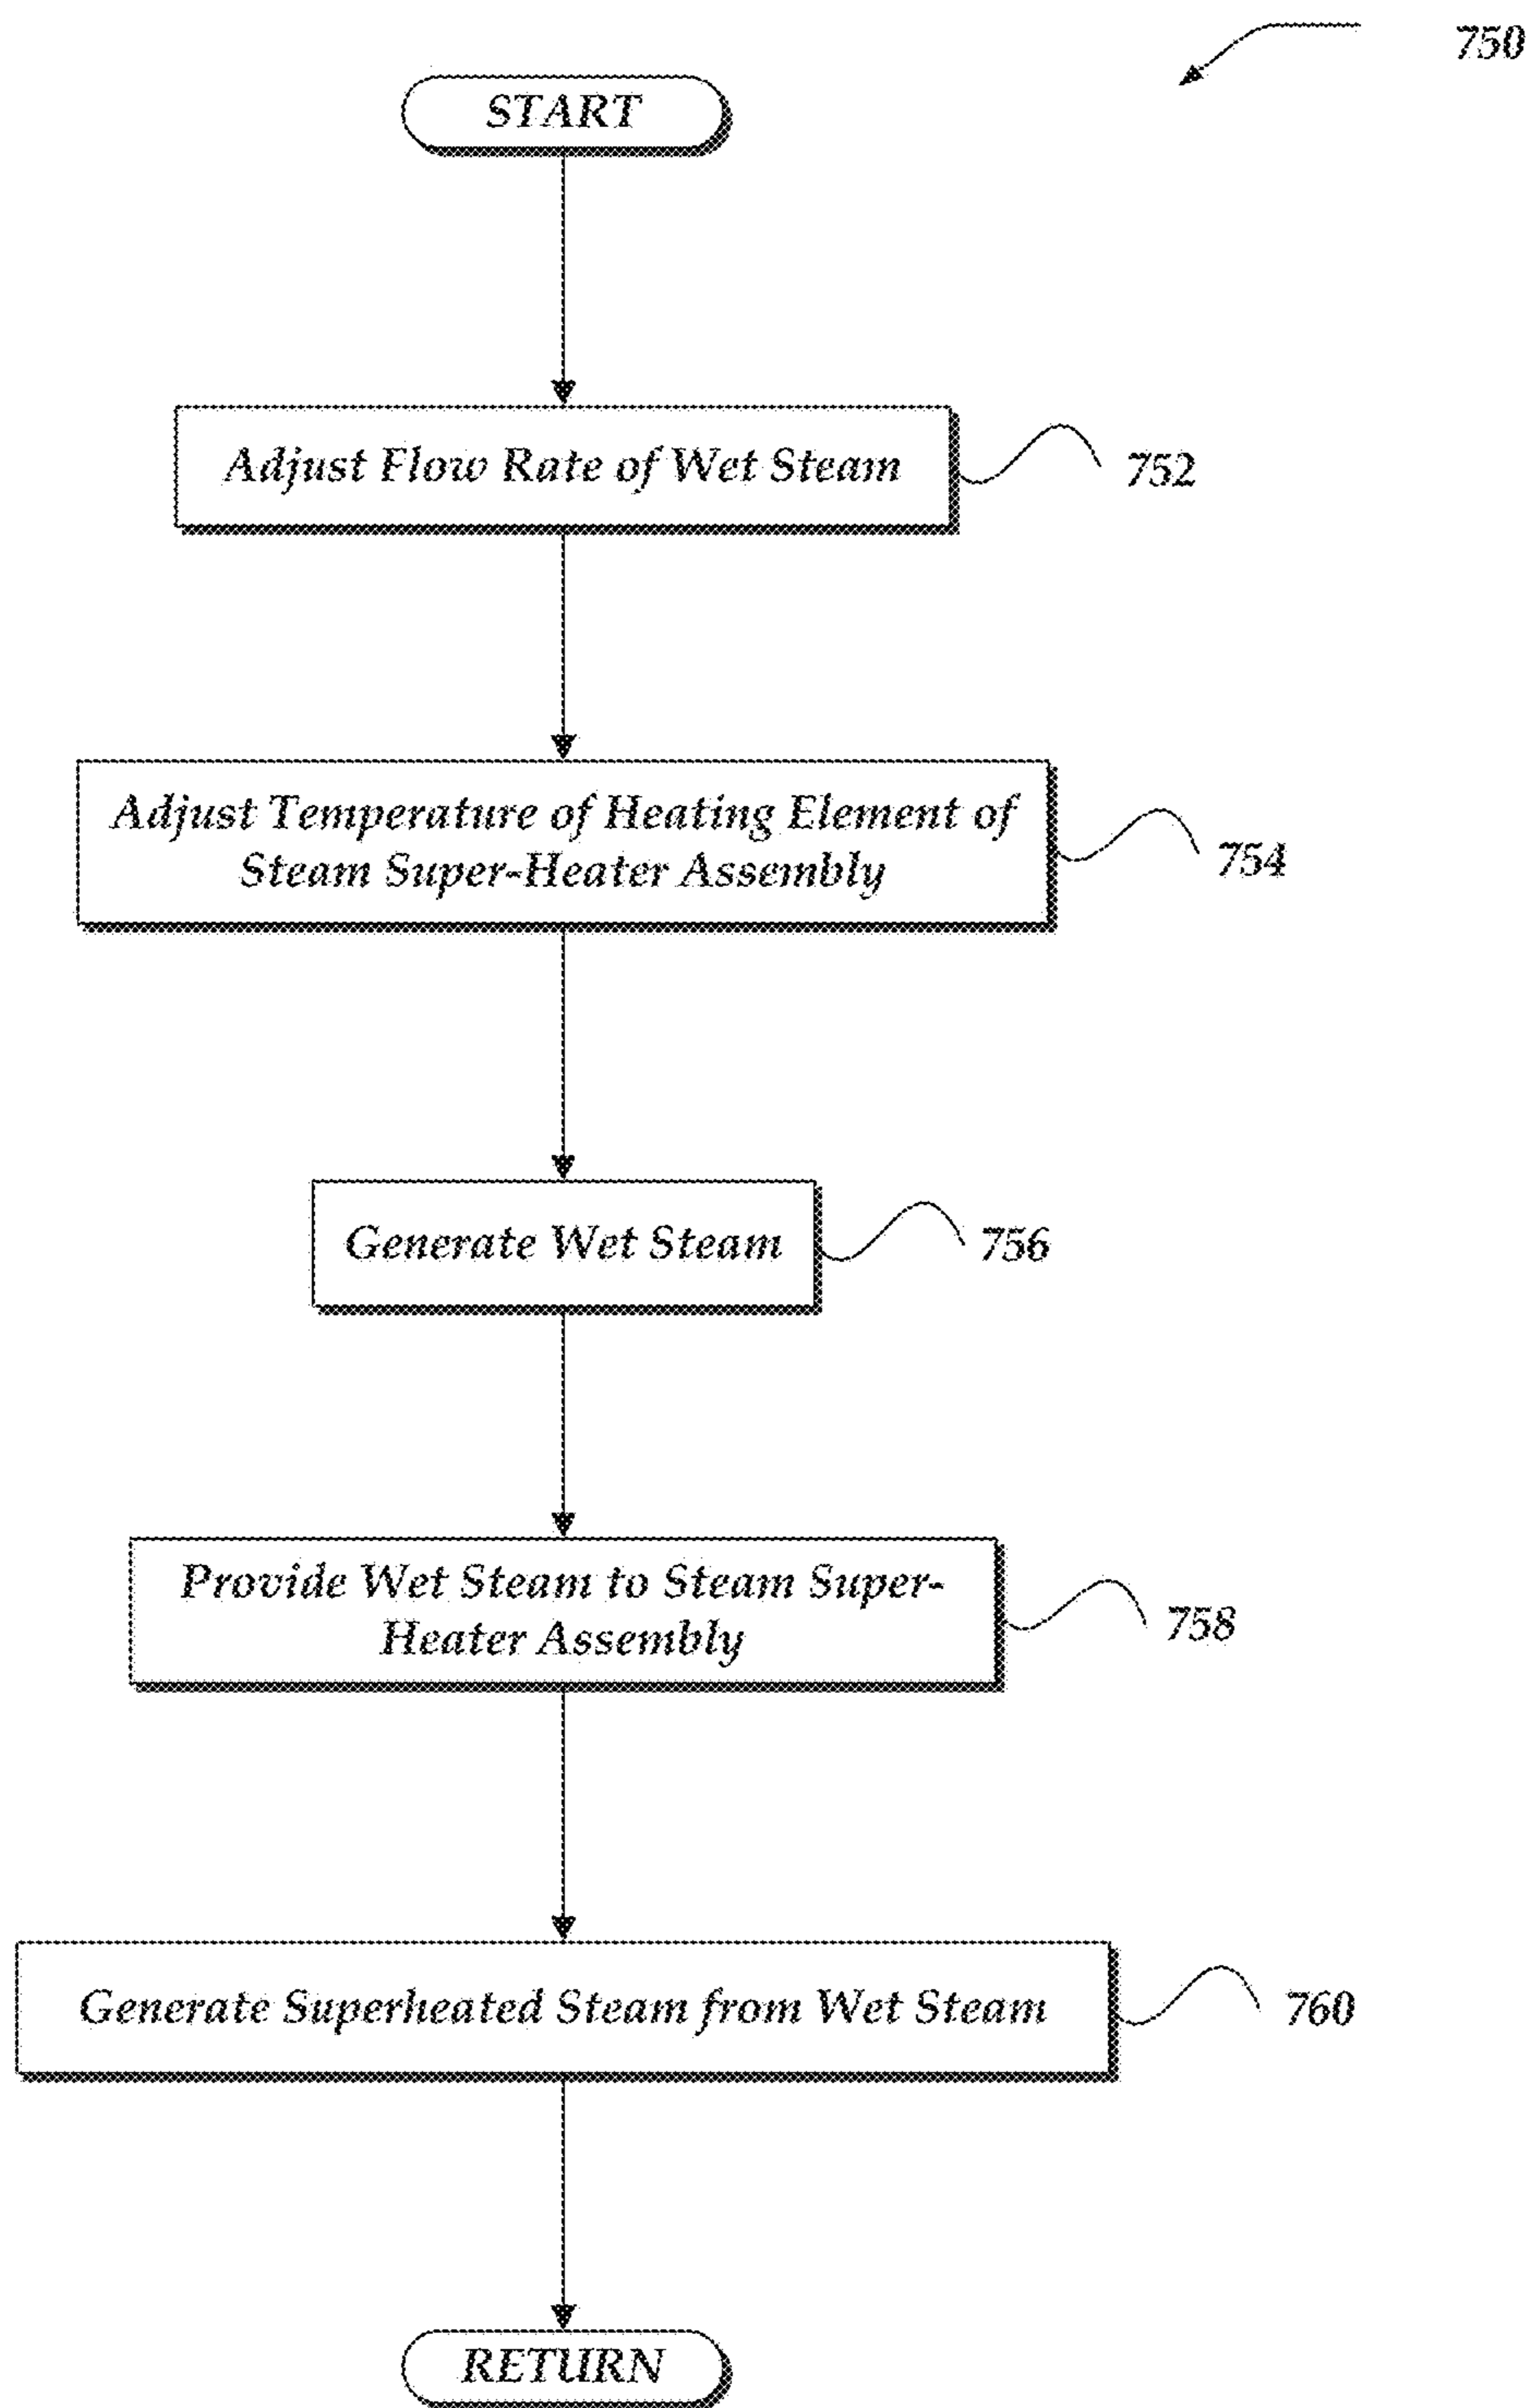 750
START
Adjust Flow Rate of Wet Steam
752
Adjust Temperature of Heating Element of
Steam Super-Heater Assembly
754
Generate Wet Steam
756
Provide Wet Steam to Steam Super-
Heater Assembly
758
Generate Superheated Steam from Wet Steam
760
RETURN